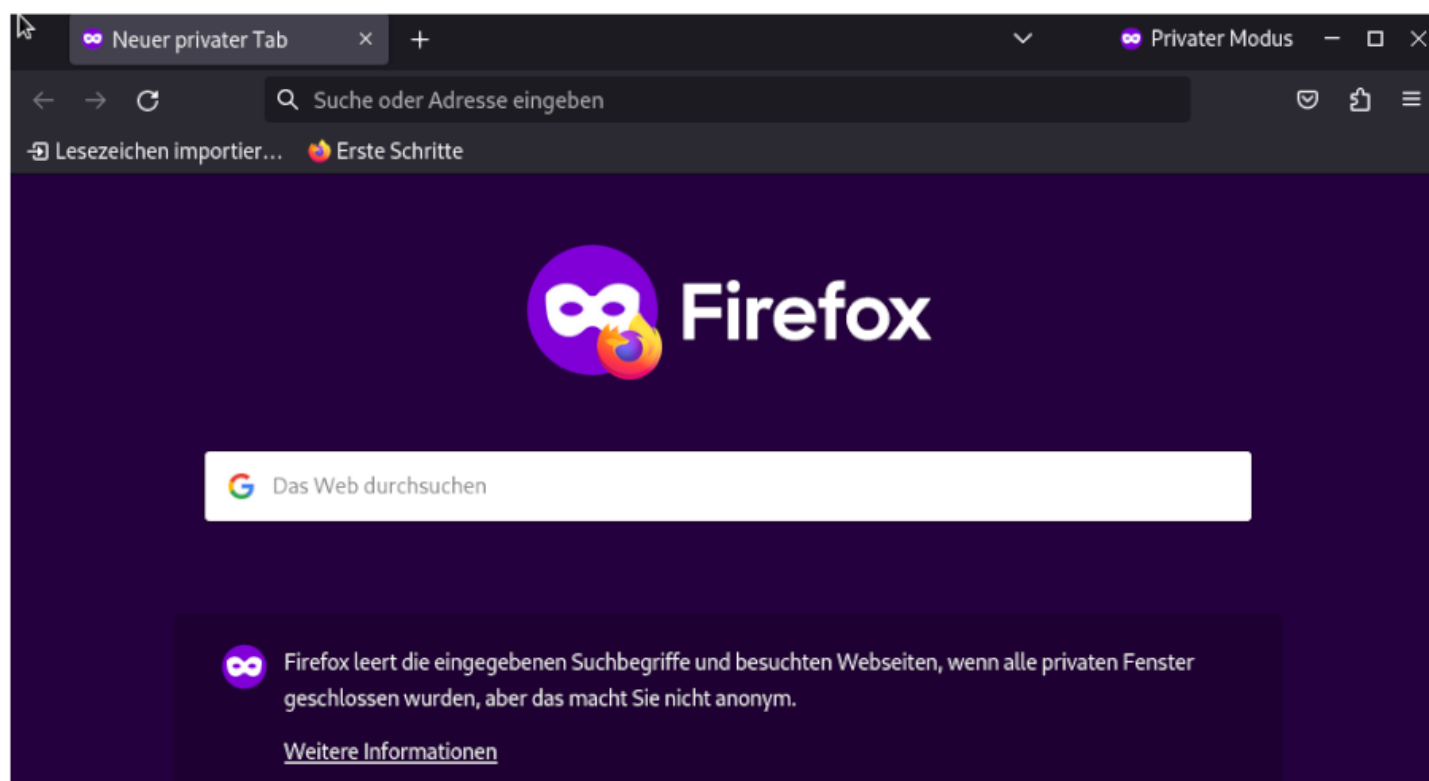 Neuer privater Tab
Privater Modus
Suche oder Adresse eingeben
Lesezeichen importier… Erste Schritte
Firefox
Das Web durchsuchen
Firefox leert die eingegebenen Suchbegriffe und besuchten Webseiten, wenn alle privaten Fenster
geschlossen wurden, aber das macht Sie nicht anonym.
Weitere Informationen